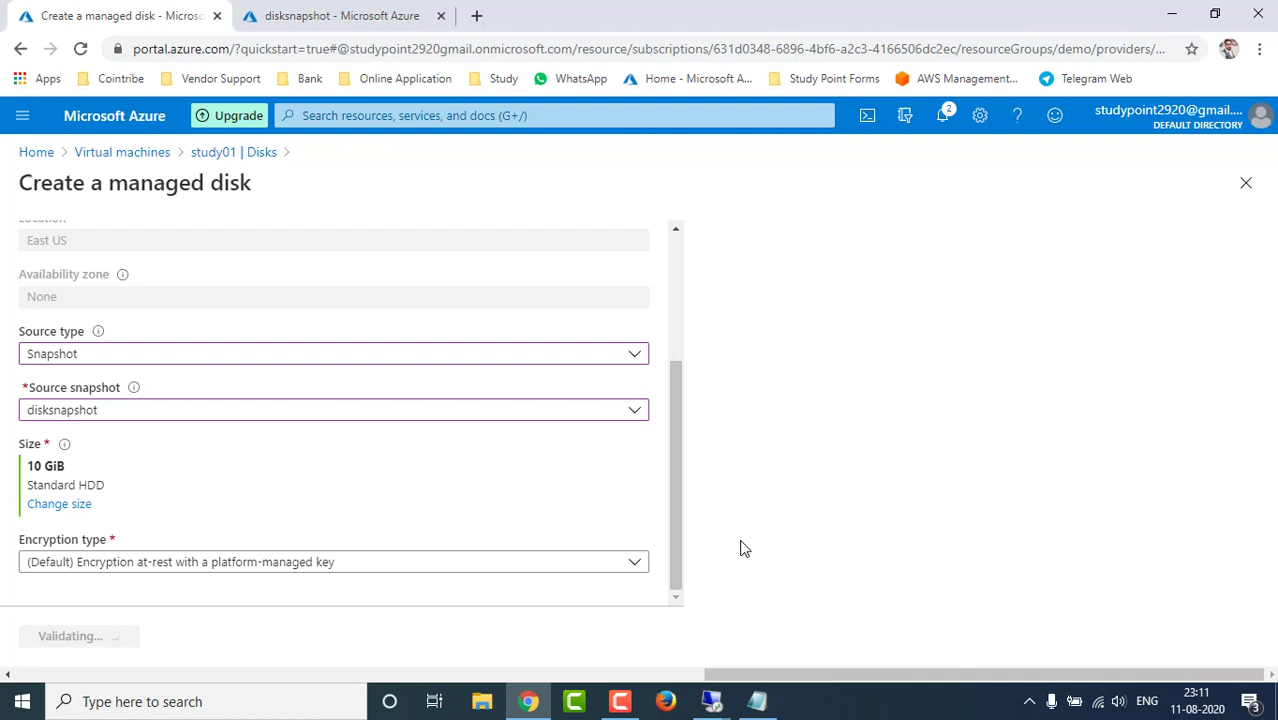 Create a managed disk - Microsc
disksnapshot - Microsoft Azure
portal.azure.com/?quickstart=true#@studypoint2920gmail.onmicrosoft.com/resource/subscriptions/631d0348-6896-4bf6-a2c3-4166506dc2ec/resourceGroups/demo/providers/...
Apps
Cointribe
Vendor Support
Bank
Online Application
Study
WhatsApp
Home - Microsoft A...
Study Point Forms
AWS Management...
Telegram Web
Microsoft Azure
Upgrade
Search resources, services, and docs (G+/)
2
studypoint2920@gmail....
DEFAULT DIRECTORY
Home > Virtual machines > study01 | Disks >
Create a managed disk
Location
East US
Availability zone
None
Source type
Snapshot
*Source snapshot
disksnapshot
Size *
10 GiB
Standard HDD
Change size
Encryption type *
(Default) Encryption at-rest with a platform-managed key
Validating...
Type here to search
ENG
23:11
11-08-2020
3